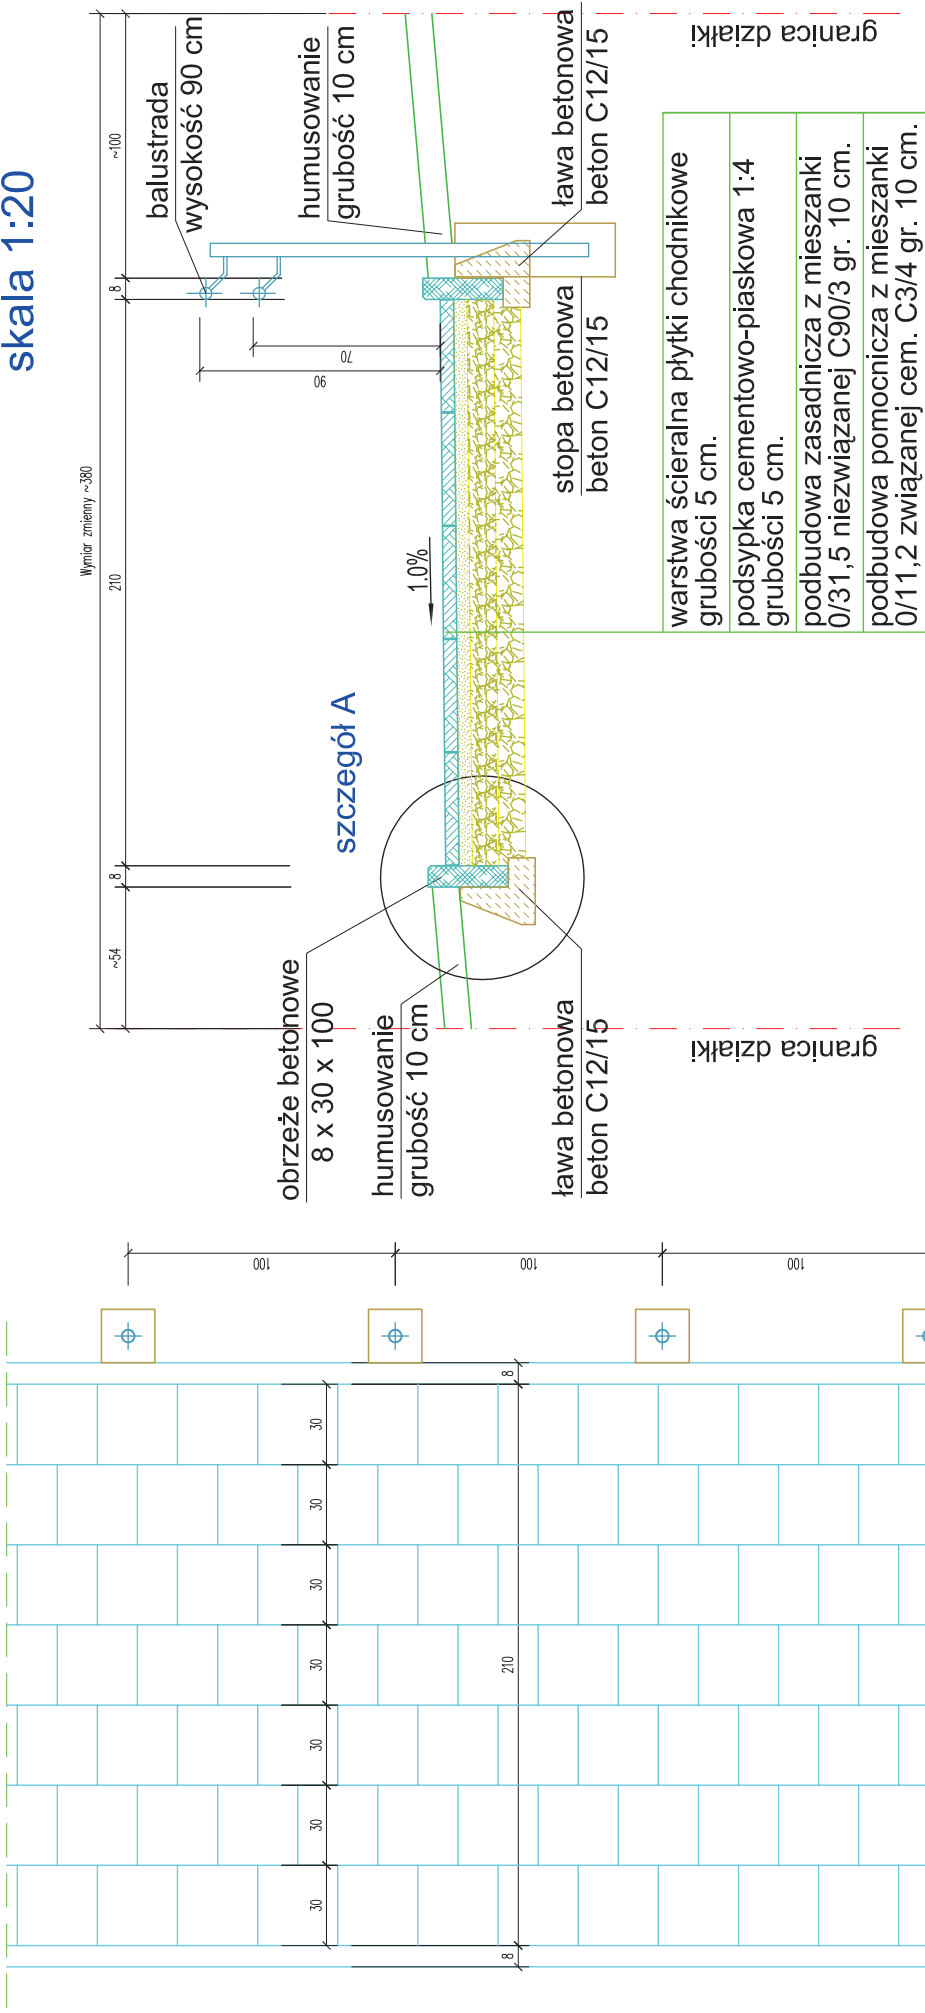 skala 1:20
Wymiar zmienny ~380
~54
8
210
8
~100
balustrada
wysokość 90 cm
humusowanie
grubość 10 cm
ława betonowa
beton C12/15
granica działki
90
70
1.0%
szczegół A
stopa betonowa
beton C12/15
obrzeże betonowe
8 x 30 x 100
humusowanie
grubość 10 cm
ława betonowa
beton C12/15
granica działki
warstwa ścieralna płytki chodnikowe
grubości 5 cm.
podsypka cementowo-piaskowa 1:4
grubości 5 cm.
podbudowa zasadnicza z mieszanki
0/31,5 niezwiązanej C90/3 gr. 10 cm.
podbudowa pomocnicza z mieszanki
0/11,2 związanej cem. C3/4 gr. 10 cm.
100
100
100
30
30
30
30
30
30
30
8
210
8